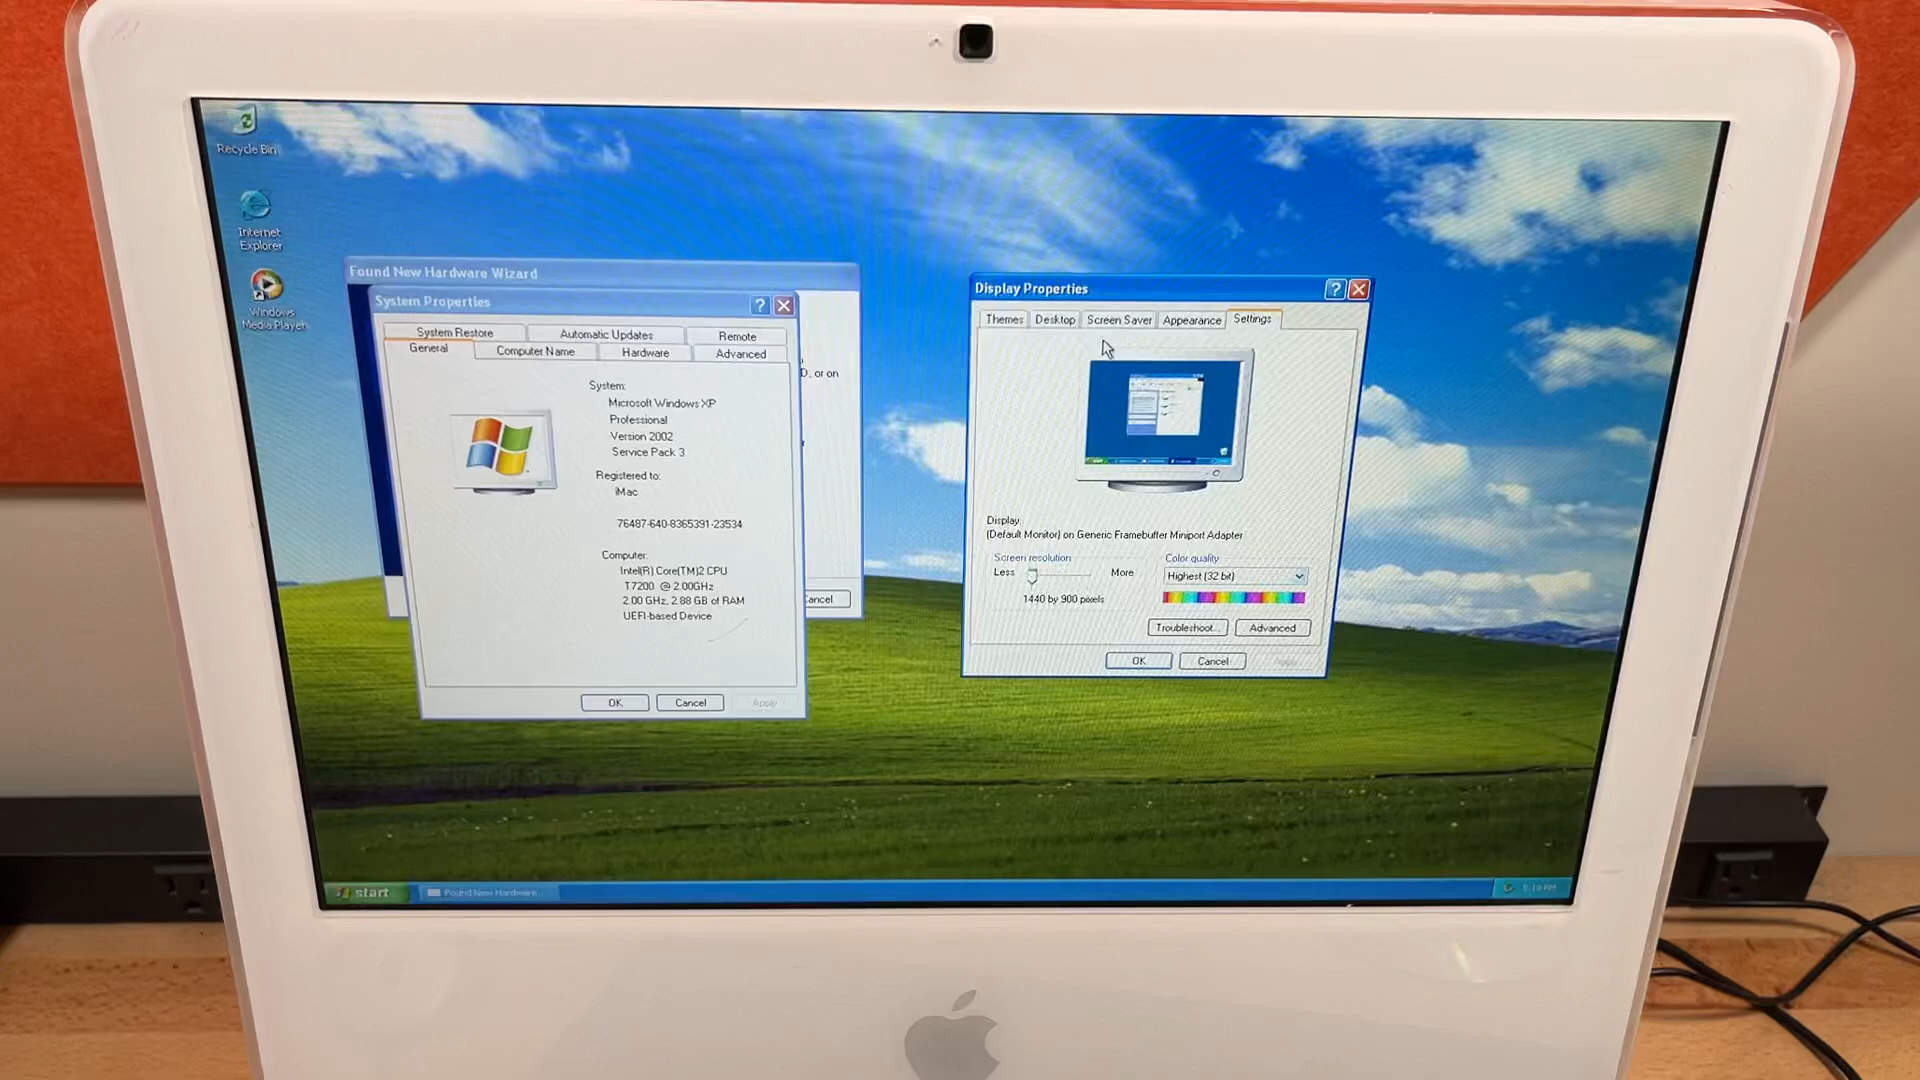 Recycle Bin
Internet
Explorer
Windows
Media Player
Found New Hardware Wizard
D, or on
Cancel
System Properties
System Restore
Automatic Updates
Remote
General
Computer Name
Hardware
Advanced
System:
Microsoft Windows XP
Professional
Version 2002
Service Pack 3
Registered to:
iMac
76487-640-8365391-23534
Computer:
Intel(R) Core(TM)2 CPU
T7200 @ 2.00GHz
2.00 GHz, 2.88 GB of RAM
UEFI-based Device
OK
Cancel
Apply
Display Properties
Themes
Desktop
Screen Saver
Appearance
Settings
Display:
(Default Monitor) on Generic Framebuffer Miniport Adapter
Screen resolution
Less
More
1440 by 900 pixels
Color quality
Highest (32 bit)
Troubleshoot...
Advanced
OK
Cancel
Apply
start
Found New Hardware...